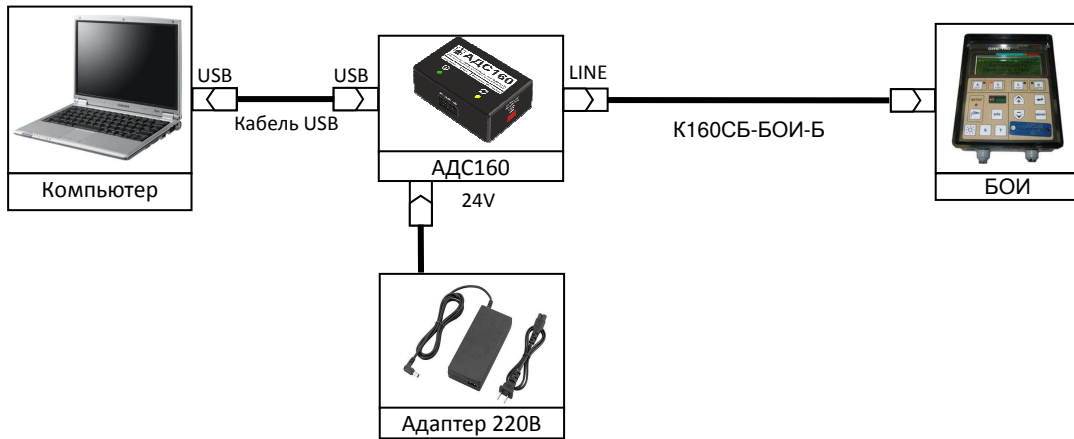 USB
USB
LINE
Кабель USB
К160СБ-БОИ-Б
АДС160
АДС160
Компьютер
БОИ
24V
Адаптер 220В